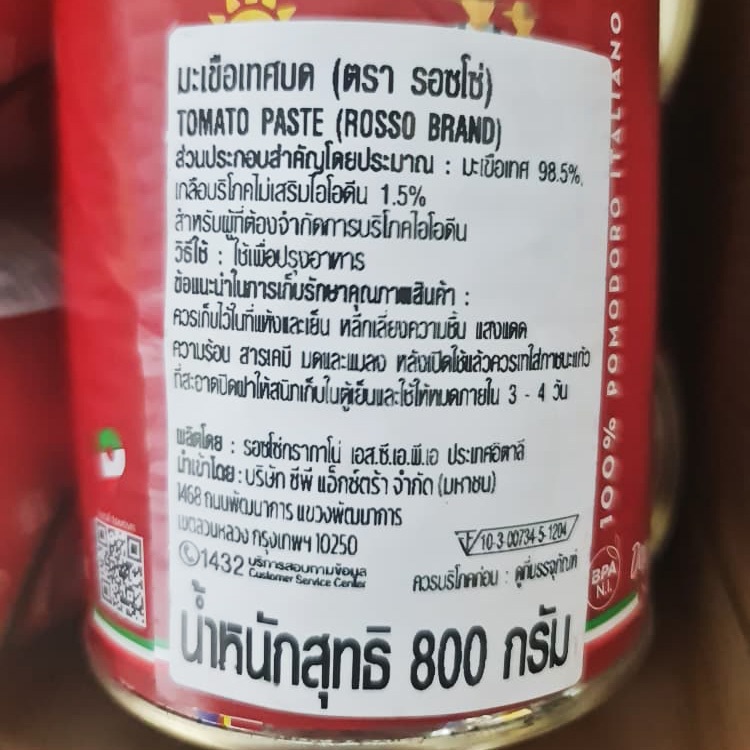 มะเขือเทศบด (ตรา รอซโซ่)
TOMATO PASTE (ROSSO BRAND)
ส่วนประกอบสำคัญโดยประมาณ : มะเขือเทศ 98.5%,
เกลือบริโภคไม่เสริมไอโอดีน 1.5%
สำหรับผู้ที่ต้องจำกัดการบริโภคไอโอดีน
วิธีใช้ : ใช้เพื่อปรุงอาหาร
ข้อแนะนำในการเก็บรักษาคุณภาพสินค้า :
ควรเก็บไว้ในที่แห้งและเย็น หลีกเลี่ยงความชื้น แสงแดด
ความร้อน สารเคมี มดและแมลง หลังเปิดใช้แล้วควรเทใส่ภาชนะแก้ว
ที่สะอาดปิดฝาให้สนิทเก็บในตู้เย็นและใช้ให้หมดภายใน 3 - 4 วัน
ผลิตโดย : รอซโซ่กรากาโน่ เอส.ซี.เอ.พี.เอ ประเทศอิตาลี
นำเข้าโดย : บริษัท ซีพี แอ็กซ์ตร้า จำกัด (มหาชน)
1468 ถนนพัฒนาการ แขวงพัฒนาการ
เขตสวนหลวง กรุงเทพฯ 10250
10-3-00734-5-1204
1432 บริการสอบถามข้อมูล
Customer Service Center
ควรบริโภคก่อน : ดูที่บรรจุภัณฑ์
น้ำหนักสุทธิ 800 กรัม
100% POMODORO ITALIANO
BPA
N.I.